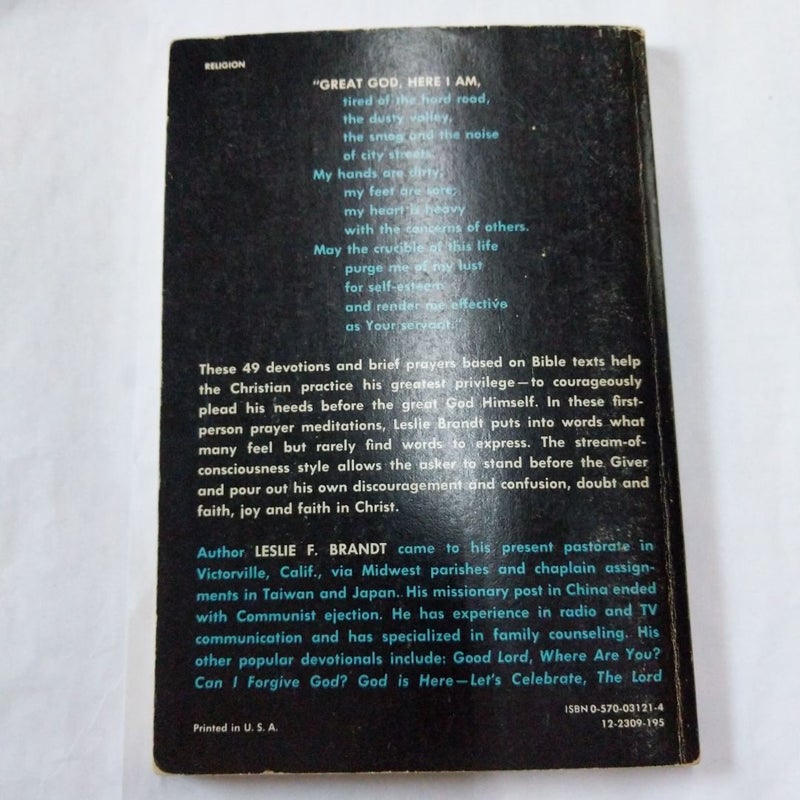 RELIGION
"GREAT GOD, HERE I AM,
tired of the hard road,
the dusty valley,
the smog and the noise
of city streets.
My hands are dirty;
my feet are sore;
my heart is heavy
with the concerns of others.
May the crucible of this life
purge me of my lust
for self-esteem
and render me effective
as Your servant."
These 49 devotions and brief prayers based on Bible texts help
the Christian practice his greatest privilege—to courageously
plead his needs before the great God Himself. In these first-
person prayer meditations, Leslie Brandt puts into words what
many feel but rarely find words to express. The stream-of-
consciousness style allows the asker to stand before the Giver
and pour out his own discouragement and confusion, doubt and
faith, joy and faith in Christ.
Author LESLIE F. BRANDT came to his present pastorate in
Victorville, Calif., via Midwest parishes and chaplain assign-
ments in Taiwan and Japan. His missionary post in China ended
with Communist ejection. He has experience in radio and TV
communication and has specialized in family counseling. His
other popular devotionals include: Good Lord, Where Are You?
Can I Forgive God? God is Here—Let's Celebrate, The Lord
ISBN 0-570-03121-4
12-2309-195
Printed in U. S. A.